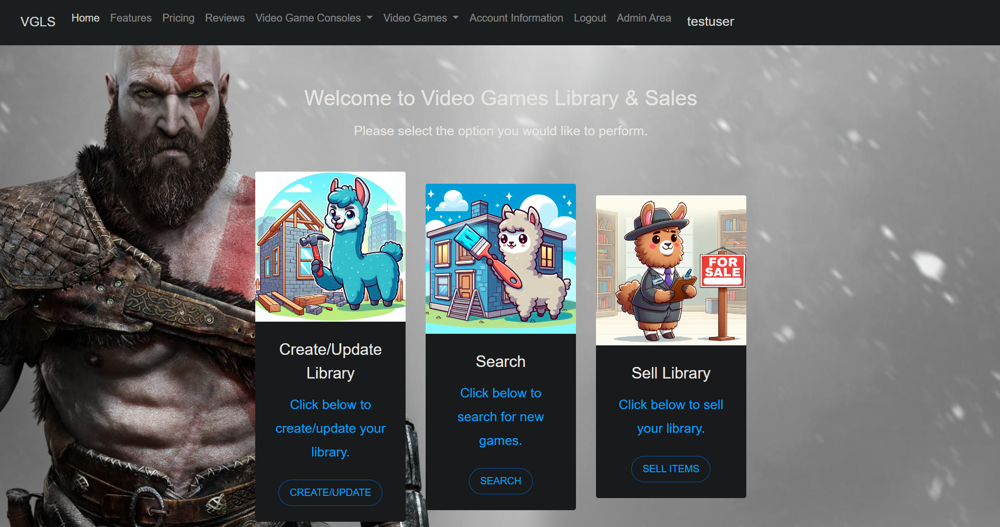 VGLS Home Features Pricing Reviews Video Game Consoles Video Games Account Information Logout Admin Area testuser
Welcome to Video Games Library & Sales
Please select the option you would like to perform.
Create/Update
Library
Click below to
create/update your
library.
CREATE/UPDATE
Search
Click below to
search for new
games.
SEARCH
FOR
SALE
Sell Library
Click below to sell
your library.
SELL ITEMS